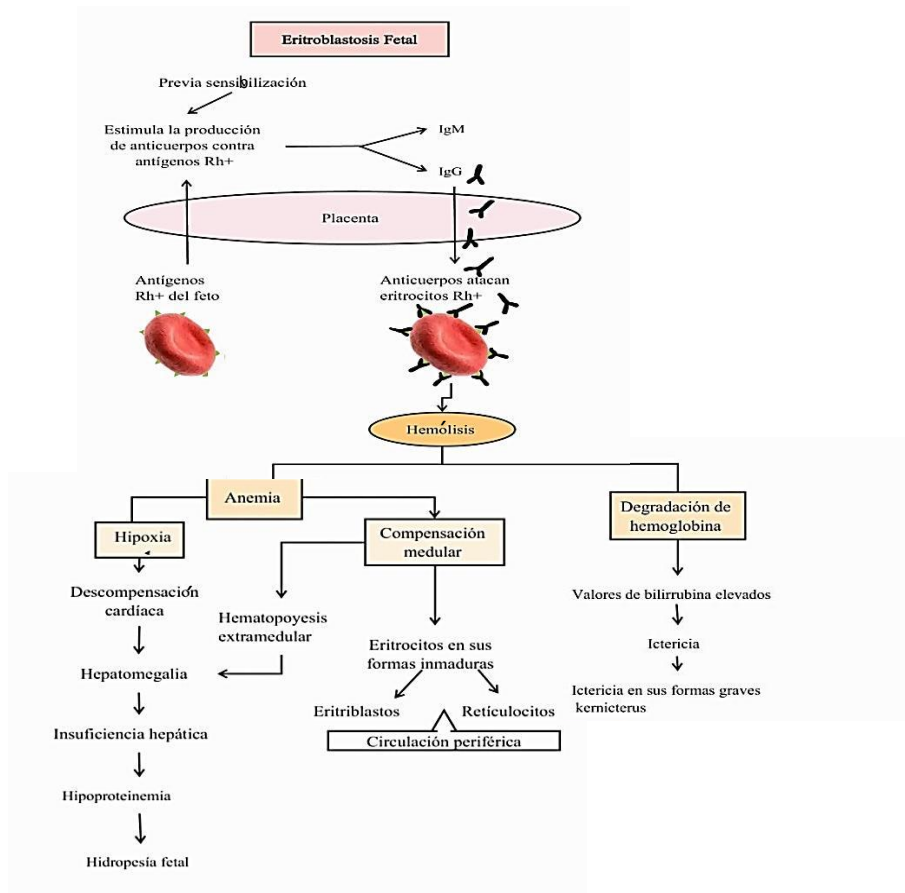 Eritroblastosis Fetal
Previa sensibilización
Estimula la producción
de anticuerpos contra
antígenos Rh+
IgM
IgG
Placenta
Antígenos
Rh+ del feto
Anticuerpos atacan
eritrocitos Rh+
Hemólisis
Anemia
Degradación de
hemoglobina
Hipoxia
Compensación
medular
Descompensación
cardíaca
Hematopoyesis
extramedular
Valores de bilirrubina elevados
Eritrocitos en sus
formas inmaduras
Ictericia
Hepatomegalia
Ictericia en sus formas graves
kernicterus
Eritriblastos
Retículocitos
Insuficiencia hepática
Circulación periférica
Hipoproteinemia
Hidropesía fetal